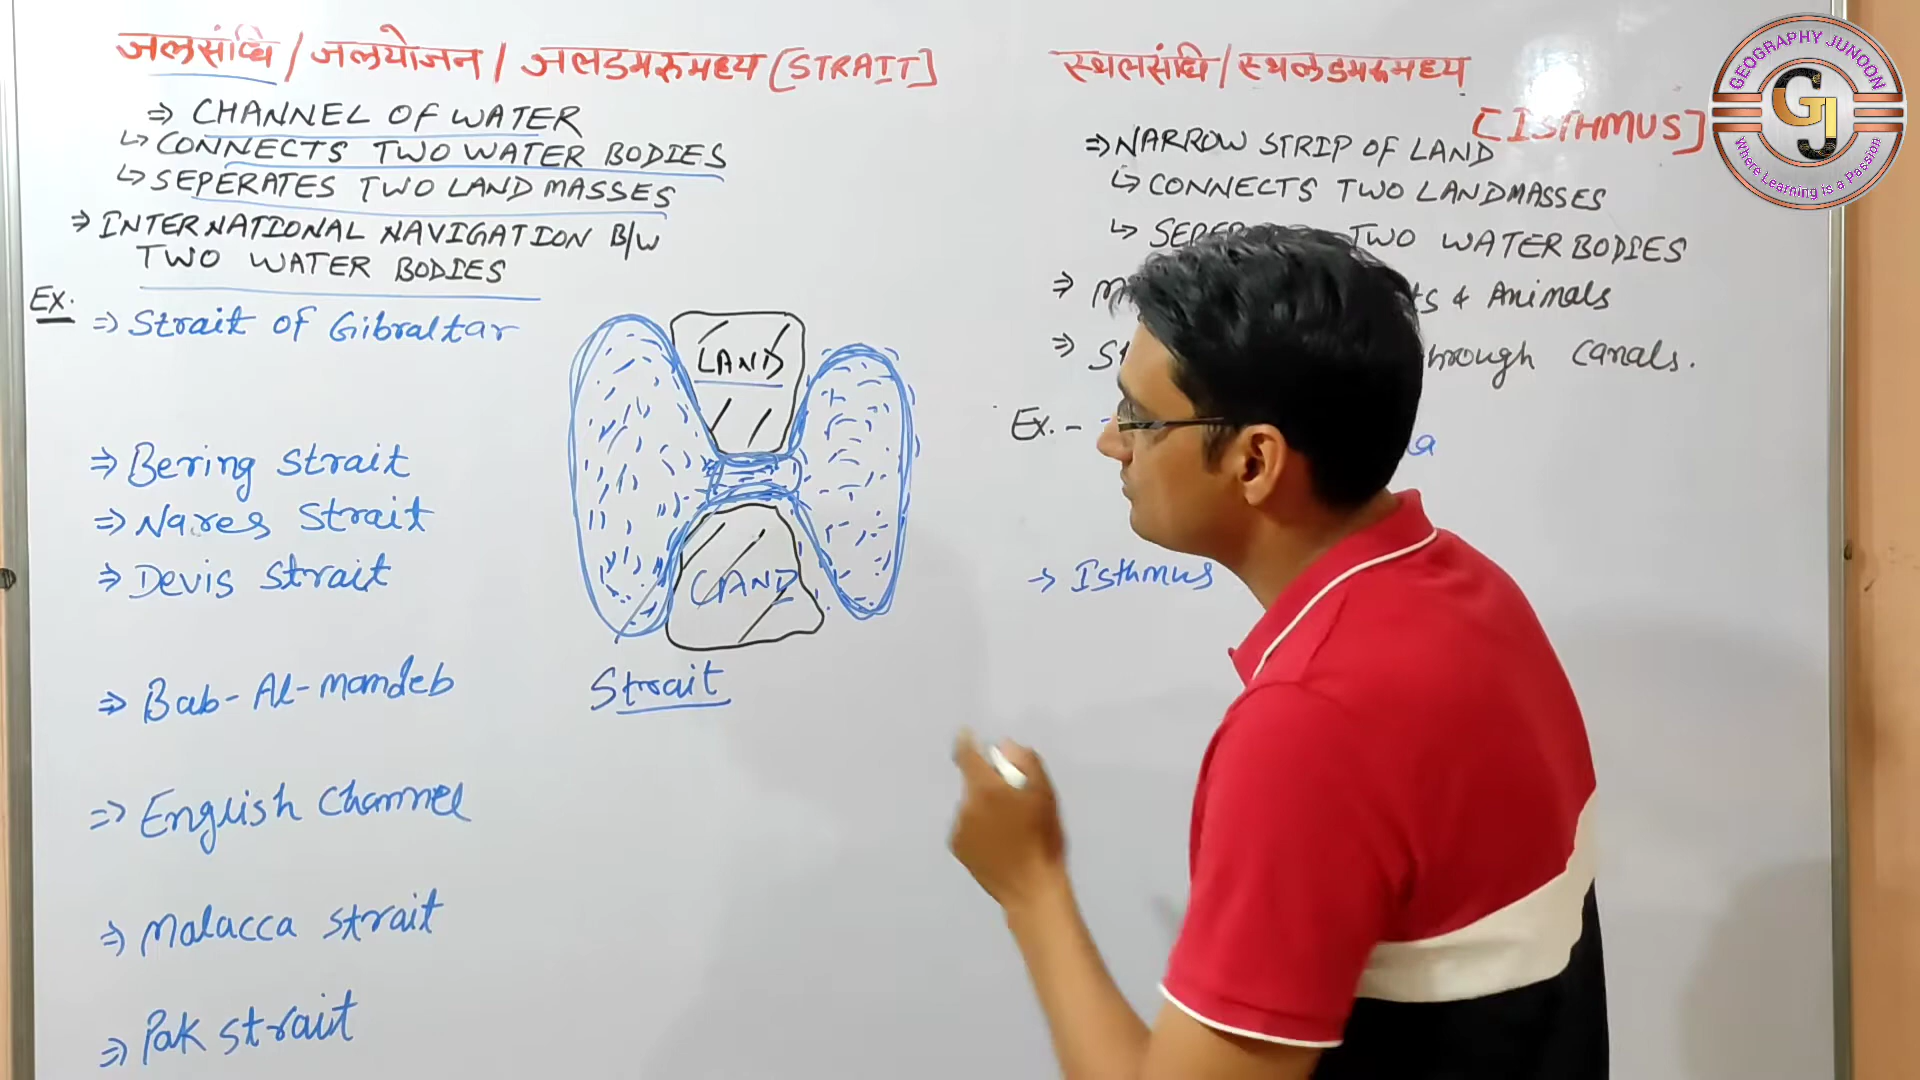 जलसंधि / जलयोजन / जलडमरुमध्य [STRAIT]
⇒ CHANNEL OF WATER
↳ CONNECTS TWO WATER BODIES
↳ SEPERATES TWO LAND MASSES
⇒ INTERNATIONAL NAVIGATION B/W
TWO WATER BODIES
Ex.
⇒ Strait of Gibraltar
⇒ Bering Strait
⇒ Nares Strait
⇒ Devis Strait
⇒ Bab-Al-mandeb
⇒ English Channel
⇒ Malacca Strait
⇒ Pak Strait
LAND
LAND
Strait
स्थलसंधि / स्थलडमरुमध्य
[ISTHMUS]
⇒ NARROW STRIP OF LAND
↳ CONNECTS TWO LANDMASSES
↳ TWO WATER BODIES
⇒ & Animals
⇒ through Canals.
Ex. -
→ Isthmus
GEOGRAPHY JUNOON
GJ
Where Learning is a Passion